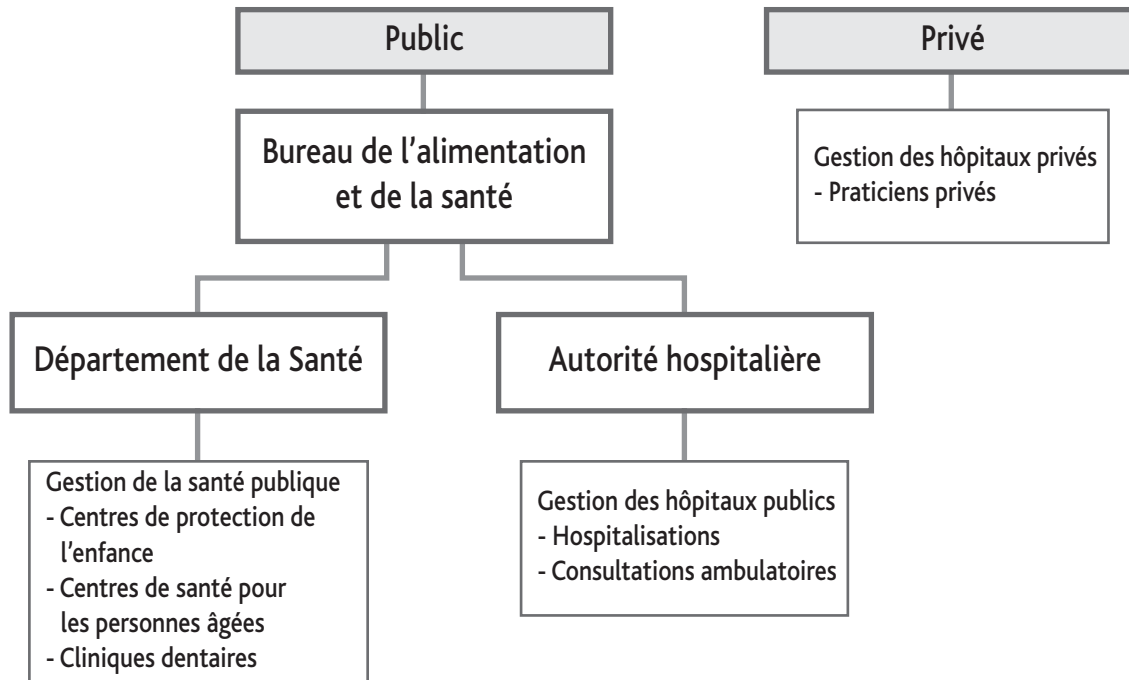 Public
Privé
Bureau de l'alimentation
et de la santé
Gestion des hôpitaux privés
- Praticiens privés
Département de la Santé
Autorité hospitalière
Gestion de la santé publique
- Centres de protection de
l'enfance
- Centres de santé pour
les personnes âgées
- Cliniques dentaires
Gestion des hôpitaux publics
- Hospitalisations
- Consultations ambulatoires